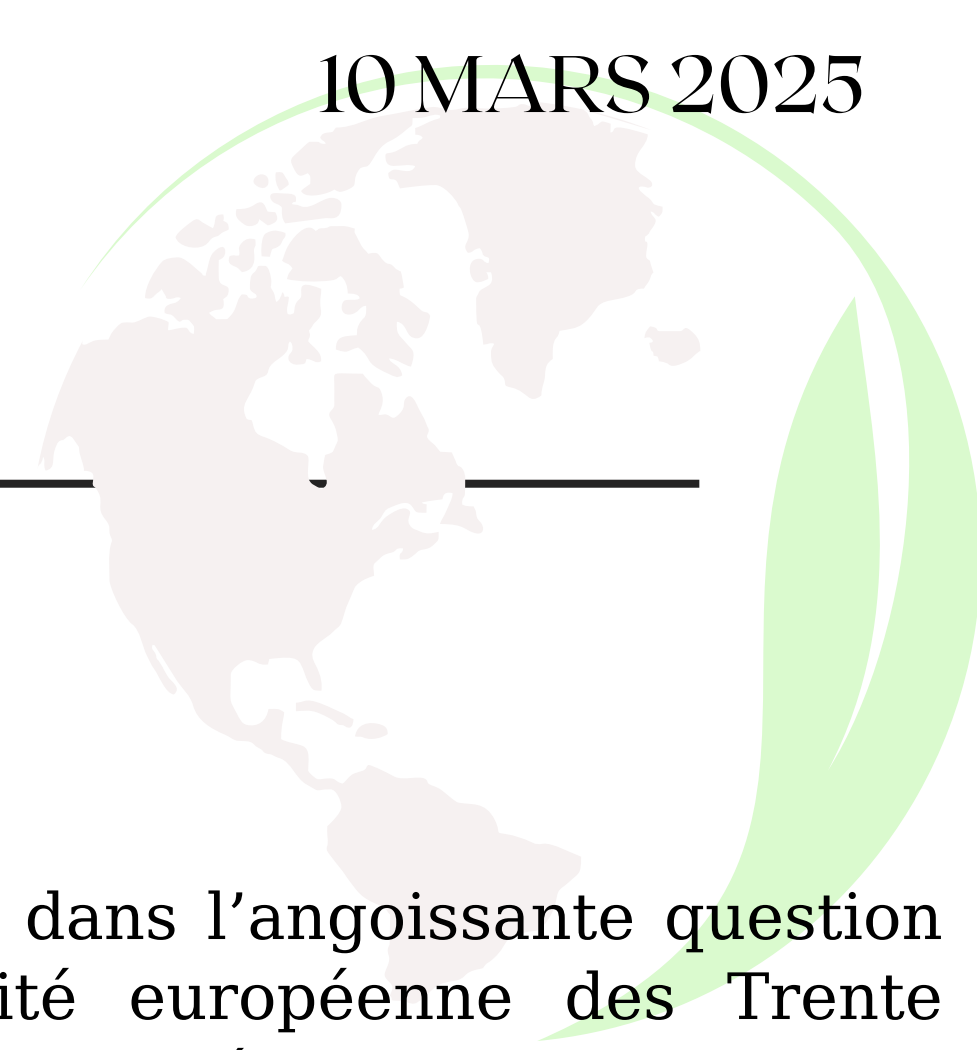 10 MARS 2025
dans l’angoissante question
ité européenne des Trente